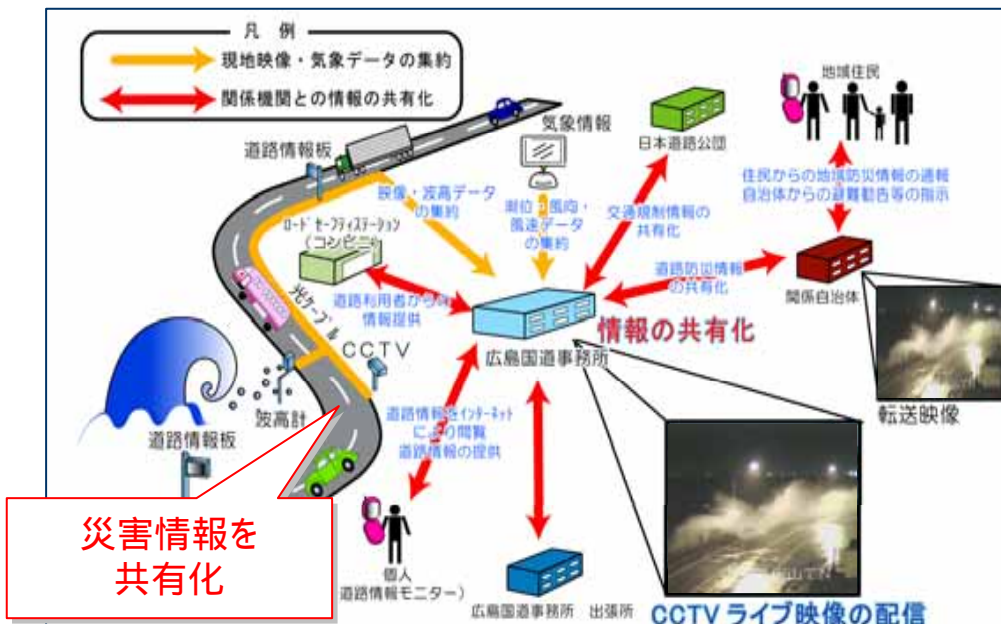 凡 例
現地映像・気象データの集約
関係機関との情報の共有化
気象情報
日本道路公団
地域住民
道路情報板
映像・波高データ
の集約
潮位・風向・
風速データ
の集約
交通規制情報の
共有化
住民からの地域防災情報の通報
自治体からの避難勧告等の指示
ロードセーフティステーション
(コンビニ)
道路利用者からの
情報提供
道路防災情報
の共有化
関係自治体
光ケーブル
CCTV
広島国道事務所
情報の共有化
転送映像
波高計
道路情報板
道路情報をインターネット
により閲覧
道路情報の提供
災害情報を
共有化
個人
道路情報モニター)
広島国道事務所 出張所
CCTV ライブ映像の配信